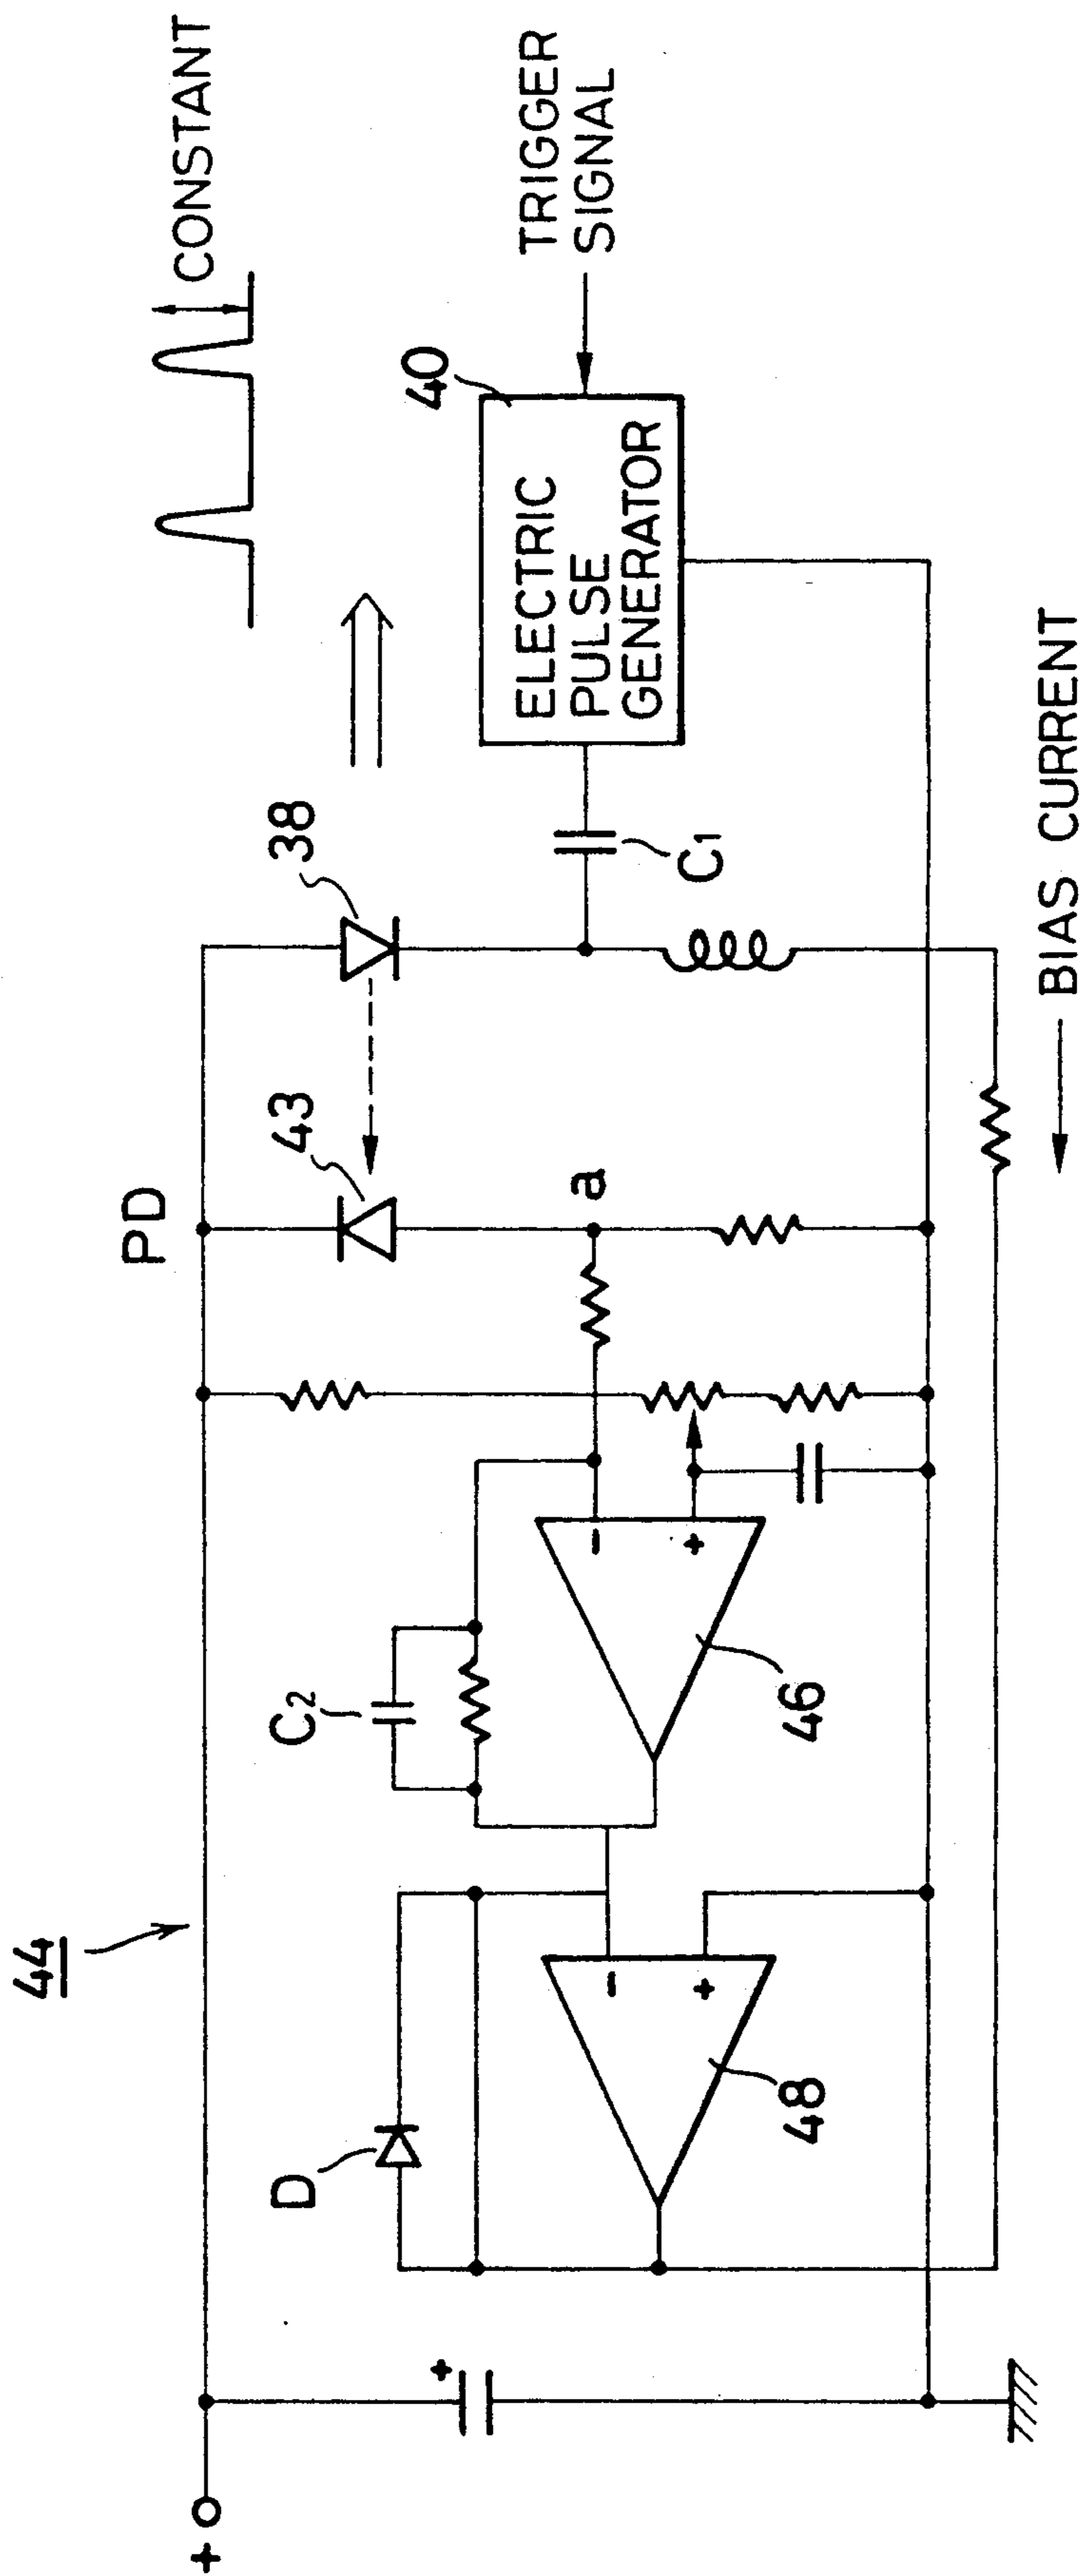 44
PD
CONSTANT
D
C2
43
38
40
TRIGGER
SIGNAL
a
ELECTRIC
PULSE
GENERATOR
C1
-
+
48
-
+
46
+
+
BIAS CURRENT